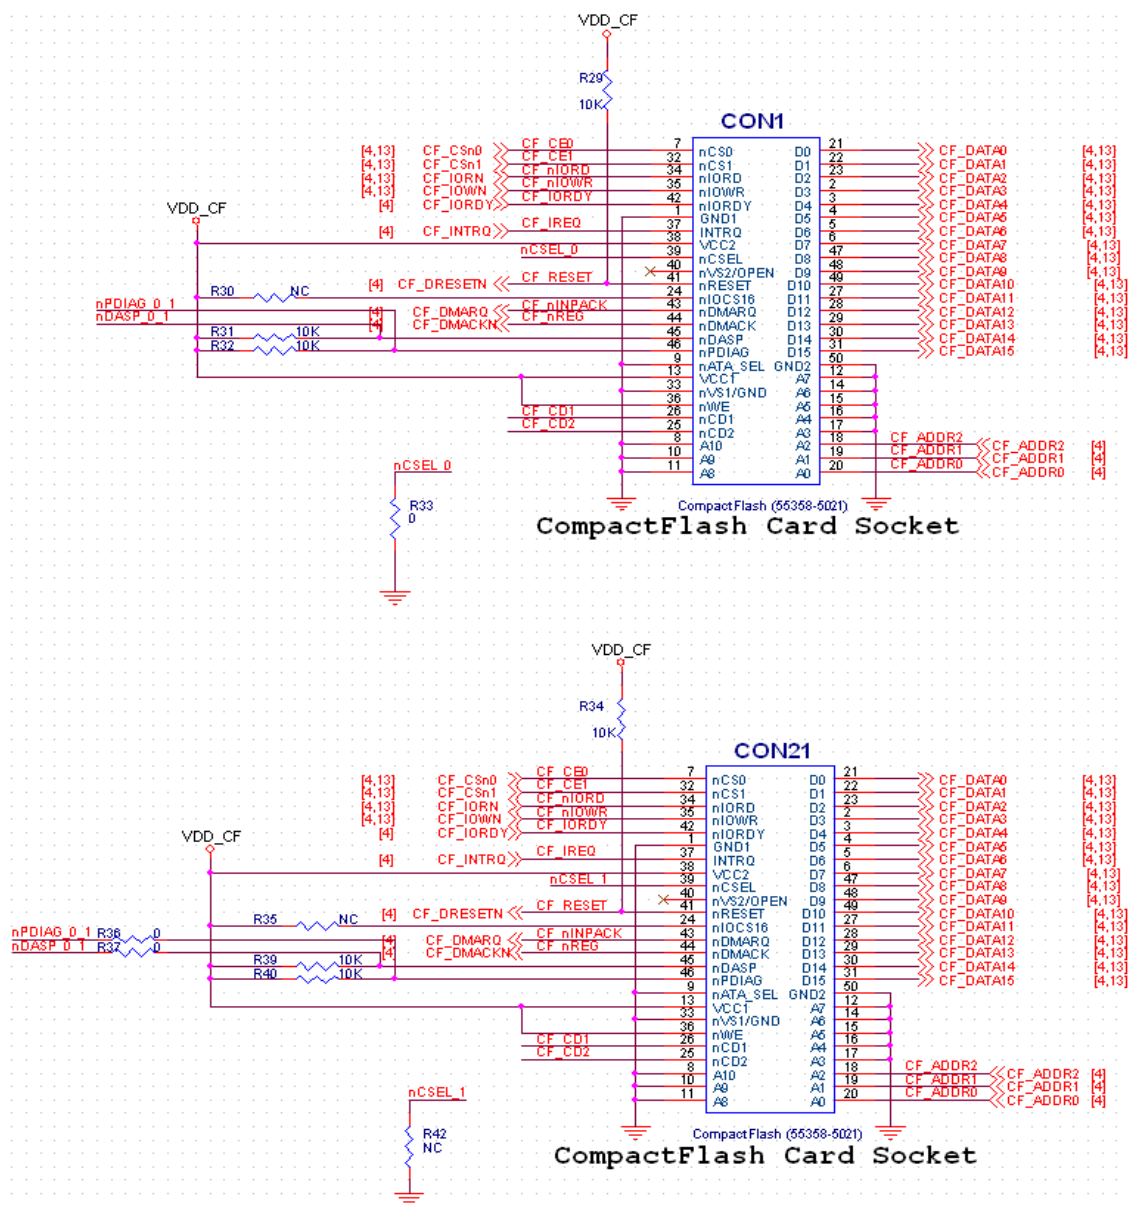 VDD_CF
R29
10K
CON1
[4,13] CF_CSn0 CF_CE0 7 nCS0 D0 21 CF_DATA0 [4,13]
[4,13] CF_CSn1 CF_CE1 32 nCS1 D1 22 CF_DATA1 [4,13]
[4,13] CF_IORN CF_nIORD 34 nIORD D2 23 CF_DATA2 [4,13]
[4,13] CF_IOWN CF_nIOWR 35 nIOWR D3 2 CF_DATA3 [4,13]
[4] CF_IORDY 42 nIORDY D4 3 CF_DATA4 [4,13]
VDD_CF
1 GND1 D5 4 CF_DATA5 [4,13]
[4] CF_INTRQ CF_IREQ 37 INTRQ D6 5 CF_DATA6 [4,13]
38 VCC2 D7 6 CF_DATA7 [4,13]
nCSEL_0 39 nCSEL D8 47 CF_DATA8 [4,13]
40 nVS2/OPEN D9 48 CF_DATA9 [4,13]
[4] CF_DRESETN CF_RESET 41 nRESET D10 49 CF_DATA10 [4,13]
R30 NC 24 nIOCS16 D11 27 CF_DATA11 [4,13]
nPDIAG_0_1 [4] CF_DMARQ CF_nINPACK 43 nDMARQ D12 28 CF_DATA12 [4,13]
nDASP_0_1 [4] CF_DMACKN CF_nREG 44 nDMACK D13 29 CF_DATA13 [4,13]
R31 10K 45 nDASP D14 30 CF_DATA14 [4,13]
R32 10K 46 nPDIAG D15 31 CF_DATA15 [4,13]
9 nATA_SEL GND2 50
13 VCC1 A7 12
33 nVS1/GND A6 14
36 nWE A5 15
CF_CD1 26 nCD1 A4 16
CF_CD2 25 nCD2 A3 17
8 A10 A2 18 CF_ADDR2 CF_ADDR2 [4]
10 A9 A1 19 CF_ADDR1 CF_ADDR1 [4]
11 A8 A0 20 CF_ADDR0 CF_ADDR0 [4]
nCSEL_0
R33
0
CompactFlash (55358-5021)
CompactFlash Card Socket
VDD_CF
R34
10K
CON21
[4,13] CF_CSn0 CF_CE0 7 nCS0 D0 21 CF_DATA0 [4,13]
[4,13] CF_CSn1 CF_CE1 32 nCS1 D1 22 CF_DATA1 [4,13]
[4,13] CF_IORN CF_nIORD 34 nIORD D2 23 CF_DATA2 [4,13]
[4,13] CF_IOWN CF_nIOWR 35 nIOWR D3 2 CF_DATA3 [4,13]
[4] CF_IORDY CF_IORDY 42 nIORDY D4 3 CF_DATA4 [4,13]
VDD_CF
1 GND1 D5 4 CF_DATA5 [4,13]
[4] CF_INTRQ CF_IREQ 37 INTRQ D6 5 CF_DATA6 [4,13]
38 VCC2 D7 6 CF_DATA7 [4,13]
nCSEL_1 39 nCSEL D8 47 CF_DATA8 [4,13]
40 nVS2/OPEN D9 48 CF_DATA9 [4,13]
[4] CF_DRESETN CF_RESET 41 nRESET D10 49 CF_DATA10 [4,13]
R35 NC 24 nIOCS16 D11 27 CF_DATA11 [4,13]
nPDIAG_0_1 R36 0 [4] CF_DMARQ CF_nINPACK 43 nDMARQ D12 28 CF_DATA12 [4,13]
nDASP_0_1 R37 0 [4] CF_DMACKN CF_nREG 44 nDMACK D13 29 CF_DATA13 [4,13]
R39 10K 45 nDASP D14 30 CF_DATA14 [4,13]
R40 10K 46 nPDIAG D15 31 CF_DATA15 [4,13]
9 nATA_SEL GND2 50
13 VCC1 A7 12
33 nVS1/GND A6 14
36 nWE A5 15
CF_CD1 26 nCD1 A4 16
CF_CD2 25 nCD2 A3 17
8 A10 A2 18 CF_ADDR2 CF_ADDR2 [4]
10 A9 A1 19 CF_ADDR1 CF_ADDR1 [4]
11 A8 A0 20 CF_ADDR0 CF_ADDR0 [4]
nCSEL_1
R42
NC
CompactFlash (55358-5021)
CompactFlash Card Socket